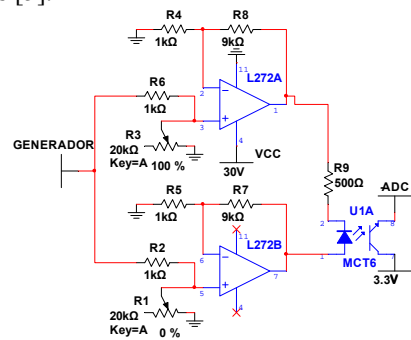 R4
R8
1kΩ
9kΩ
11
L272A
R6
2
1kΩ
1
3
GENERADOR
R3
4
20kΩ
VCC
Key=A
100 %
30V
R9
500Ω
ADC
R5
R7
U1A
1kΩ
9kΩ
2
6
R2
11
L272B
6
1kΩ
1
7
5
7
MCT6
R1
4
3.3V
20kΩ
Key=A
0 %